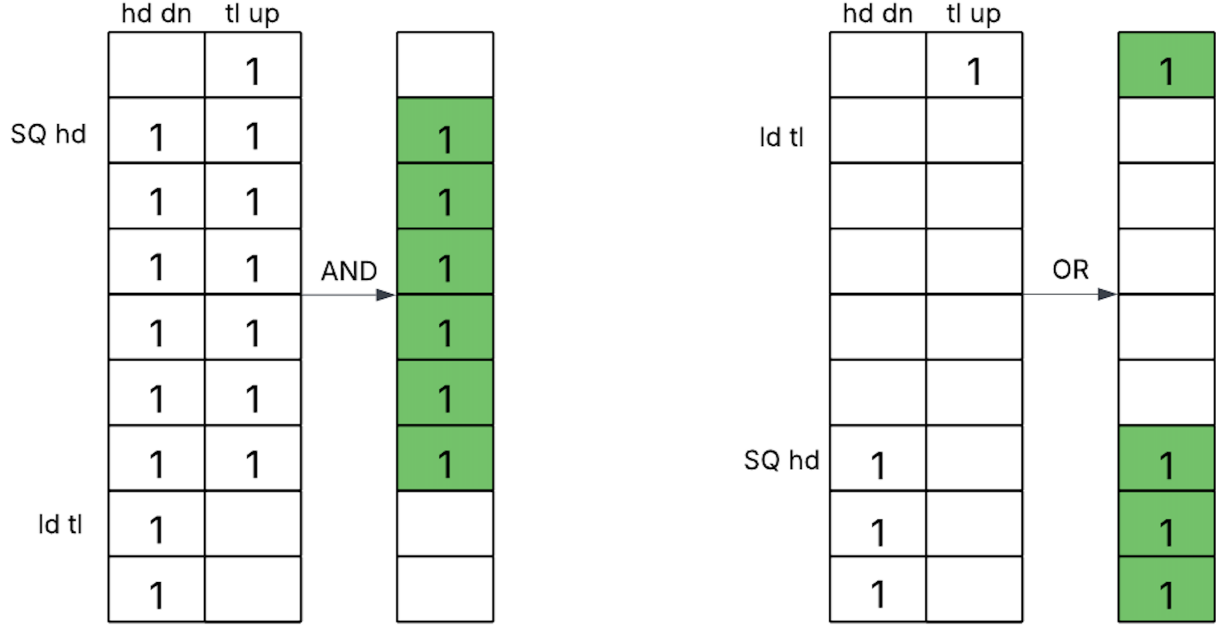 hd dn tl up hd dn tl up
1 1 1
SQ hd 1 1 1 ld tl
1 1 1
1 1 AND 1 OR
1 1 1
1 1 1
1 1 1 SQ hd 1 1
ld tl 1 1 1
1 1 1